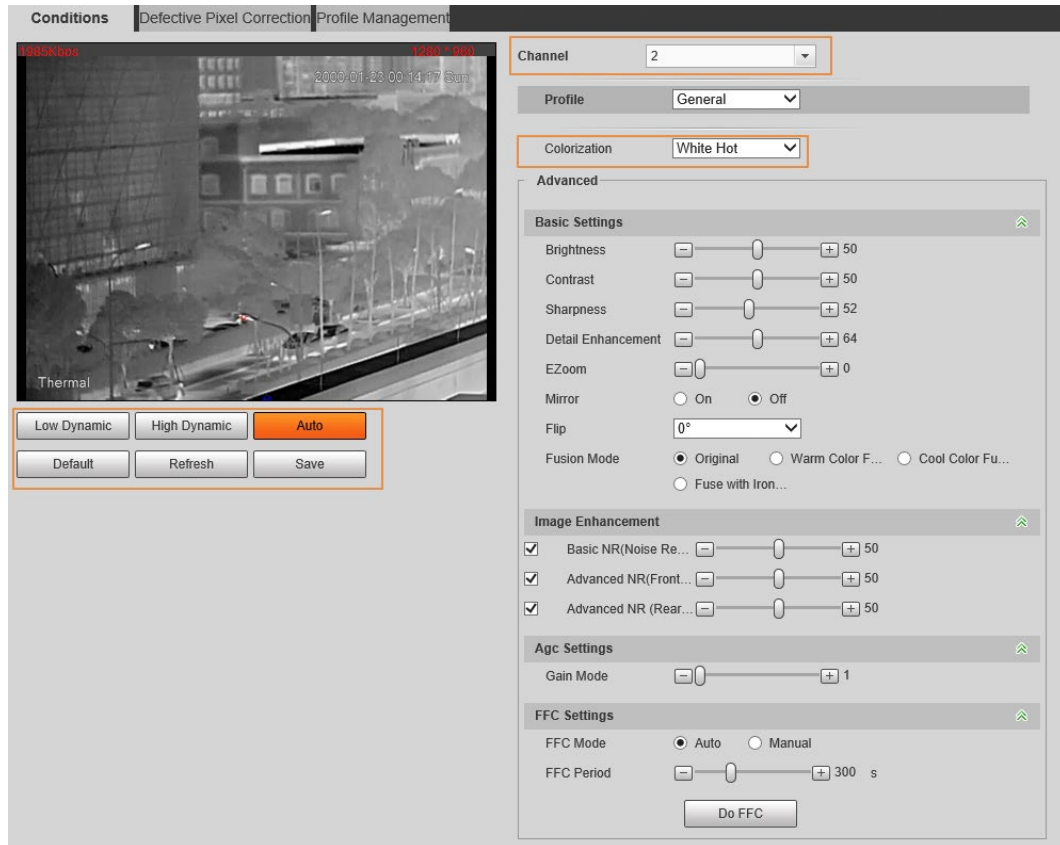 Conditions Defective Pixel Correction Profile Management
1985Kbps 1280 * 960
2000-01-23 00:14:17 Sun
Thermal
Low Dynamic High Dynamic Auto
Default Refresh Save
Channel 2
Profile General
Colorization White Hot
Advanced
Basic Settings
Brightness 50
Contrast 50
Sharpness 52
Detail Enhancement 64
EZoom 0
Mirror On Off
Flip 0°
Fusion Mode Original Warm Color F... Cool Color Fu...
Fuse with Iron...
Image Enhancement
Basic NR(Noise Re... 50
Advanced NR(Front... 50
Advanced NR (Rear... 50
Agc Settings
Gain Mode 1
FFC Settings
FFC Mode Auto Manual
FFC Period 300 s
Do FFC